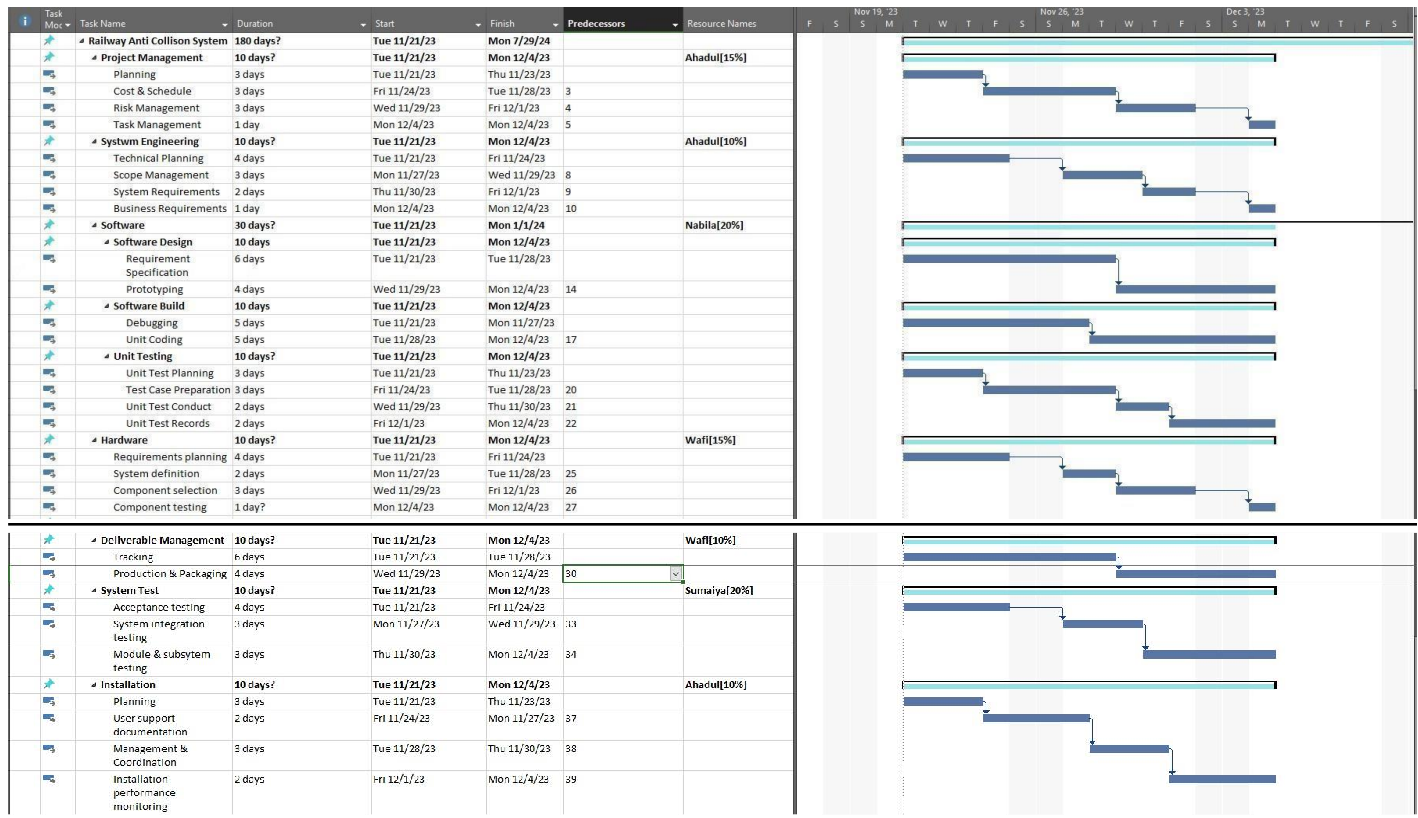 Nov 19, '23 Nov 26, '23 Dec 3, '23
Task Mod Task Name Duration Start Finish Predecessors Resource Names F S S M T W T F S S M T W T F S S M T W T F S
Railway Anti Collison System 180 days? Tue 11/21/23 Mon 7/29/24
Project Management 10 days? Tue 11/21/23 Mon 12/4/23 Ahadul[15%]
Planning 3 days Tue 11/21/23 Thu 11/23/23
Cost & Schedule 3 days Fri 11/24/23 Tue 11/28/23 3
Risk Management 3 days Wed 11/29/23 Fri 12/1/23 4
Task Management 1 day Mon 12/4/23 Mon 12/4/23 5
Systwm Engineering 10 days? Tue 11/21/23 Mon 12/4/23 Ahadul[10%]
Technical Planning 4 days Tue 11/21/23 Fri 11/24/23
Scope Management 3 days Mon 11/27/23 Wed 11/29/23 8
System Requirements 2 days Thu 11/30/23 Fri 12/1/23 9
Business Requirements 1 day Mon 12/4/23 Mon 12/4/23 10
Software 30 days? Tue 11/21/23 Mon 1/1/24 Nabila[20%]
Software Design 10 days Tue 11/21/23 Mon 12/4/23
Requirement Specification 6 days Tue 11/21/23 Tue 11/28/23
Prototyping 4 days Wed 11/29/23 Mon 12/4/23 14
Software Build 10 days Tue 11/21/23 Mon 12/4/23
Debugging 5 days Tue 11/21/23 Mon 11/27/23
Unit Coding 5 days Tue 11/28/23 Mon 12/4/23 17
Unit Testing 10 days? Tue 11/21/23 Mon 12/4/23
Unit Test Planning 3 days Tue 11/21/23 Thu 11/23/23
Test Case Preparation 3 days Fri 11/24/23 Tue 11/28/23 20
Unit Test Conduct 2 days Wed 11/29/23 Thu 11/30/23 21
Unit Test Records 2 days Fri 12/1/23 Mon 12/4/23 22
Hardware 10 days? Tue 11/21/23 Mon 12/4/23 Wafi[15%]
Requirements planning 4 days Tue 11/21/23 Fri 11/24/23
System definition 2 days Mon 11/27/23 Tue 11/28/23 25
Component selection 3 days Wed 11/29/23 Fri 12/1/23 26
Component testing 1 day? Mon 12/4/23 Mon 12/4/23 27
Deliverable Management 10 days? Tue 11/21/23 Mon 12/4/23 Wafi[10%]
Tracking 6 days Tue 11/21/23 Tue 11/28/23
Production & Packaging 4 days Wed 11/29/23 Mon 12/4/23 30
System Test 10 days? Tue 11/21/23 Mon 12/4/23 Sumaiya[20%]
Acceptance testing 4 days Tue 11/21/23 Fri 11/24/23
System integration testing 3 days Mon 11/27/23 Wed 11/29/23 33
Module & subsytem testing 3 days Thu 11/30/23 Mon 12/4/23 34
Installation 10 days? Tue 11/21/23 Mon 12/4/23 Ahadul[10%]
Planning 3 days Tue 11/21/23 Thu 11/23/23
User support documentation 2 days Fri 11/24/23 Mon 11/27/23 37
Management & Coordination 3 days Tue 11/28/23 Thu 11/30/23 38
Installation performance monitoring 2 days Fri 12/1/23 Mon 12/4/23 39